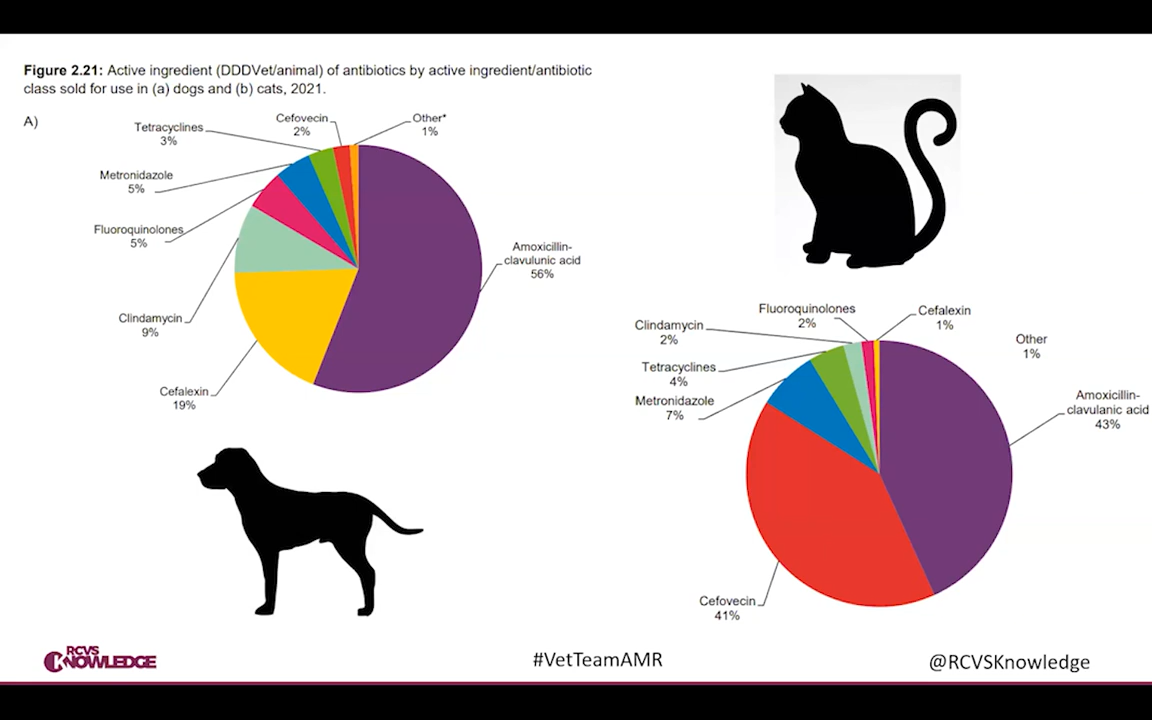 Figure 2.21: Active ingredient (DDDVet/animal) of antibiotics by active ingredient/antibiotic
class sold for use in (a) dogs and (b) cats, 2021.
A)
Tetracyclines
3%
Cefovecin
2%
Other*
1%
Metronidazole
5%
Fluoroquinolones
5%
Amoxicillin-
clavulunic acid
56%
Clindamycin
9%
Cefalexin
19%
Fluoroquinolones
2%
Cefalexin
1%
Clindamycin
2%
Other
1%
Tetracyclines
4%
Metronidazole
7%
Amoxicillin-
clavulanic acid
43%
Cefovecin
41%
RCVS
KNOWLEDGE
#VetTeamAMR
@RCVSKnowledge